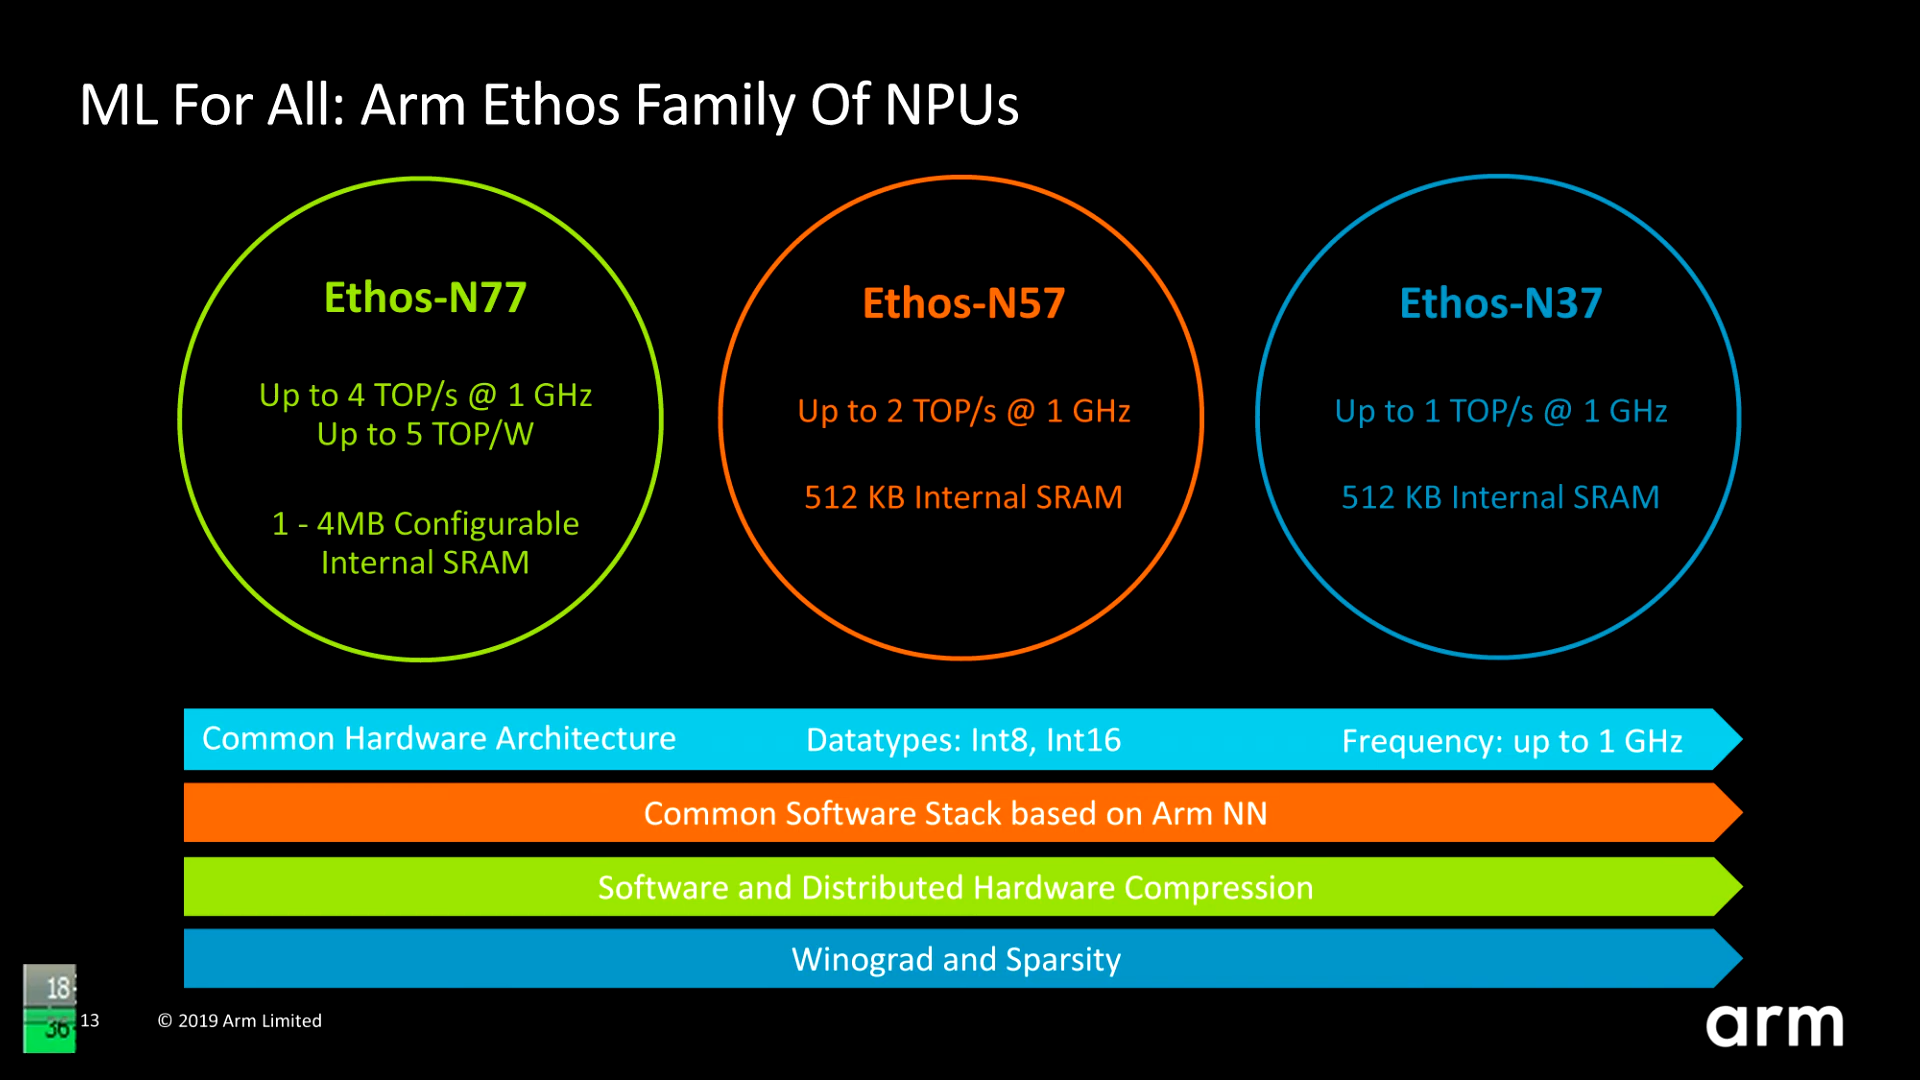 ML For All: Arm Ethos Family Of NPUs
Ethos-N77
Up to 4 TOP/s @ 1 GHz
Up to 5 TOP/W
1 - 4MB Configurable
Internal SRAM
Ethos-N57
Up to 2 TOP/s @ 1 GHz
512 KB Internal SRAM
Ethos-N37
Up to 1 TOP/s @ 1 GHz
512 KB Internal SRAM
Common Hardware Architecture
Datatypes: Int8, Int16
Frequency: up to 1 GHz
Common Software Stack based on Arm NN
Software and Distributed Hardware Compression
Winograd and Sparsity
18:
36
13
© 2019 Arm Limited
arm